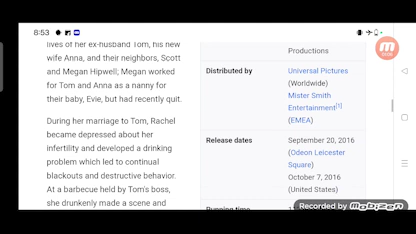 8:53
lives of her ex-husband Tom, his new
wife Anna, and their neighbors, Scott
and Megan Hipwell; Megan worked
for Tom and Anna as a nanny for
their baby, Evie, but had recently quit.
During her marriage to Tom, Rachel
became depressed about her
infertility and developed a drinking
problem which led to continual
blackouts and destructive behavior.
At a barbecue held by Tom's boss,
she drunkenly made a scene and
Productions
Distributed by
Universal Pictures
(Worldwide)
Mister Smith
Entertainment[1]
(EMEA)
Release dates
September 20, 2016
(Odeon Leicester
Square)
October 7, 2016
(United States)
Running time
Recorded by mobizen